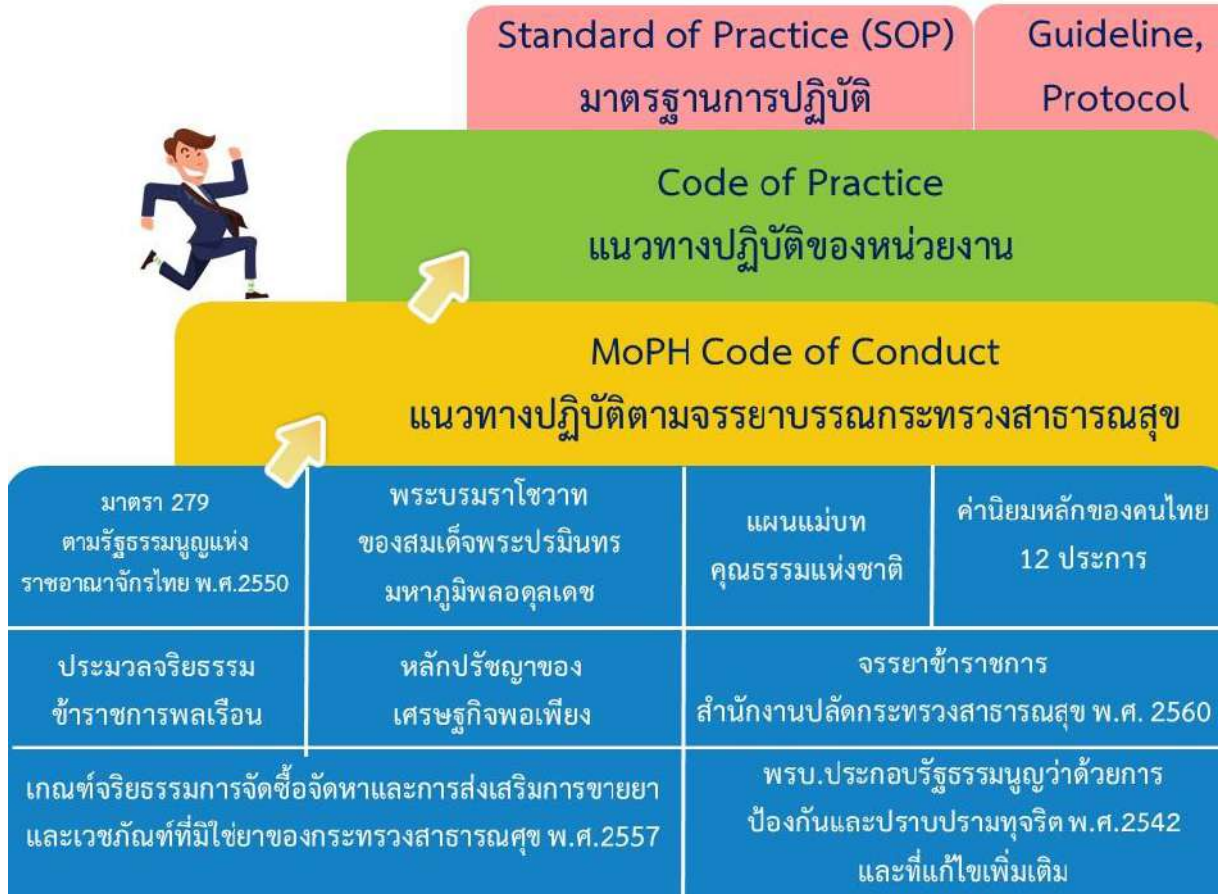 Standard of Practice (SOP)
มาตรฐานการปฏิบัติ
Guideline,
Protocol
Code of Practice
แนวทางปฏิบัติของหน่วยงาน
MoPH Code of Conduct
แนวทางปฏิบัติตามจรรยาบรรณกระทรวงสาธารณสุข
มาตรา 279
ตามรัฐธรรมนูญแห่ง
ราชอาณาจักรไทย พ.ศ.2550
พระบรมราโชวาท
ของสมเด็จพระปรมินทร
มหาภูมิพลอดุลเดช
แผนแม่บท
คุณธรรมแห่งชาติ
ค่านิยมหลักของคนไทย
12 ประการ
ประมวลจริยธรรม
ข้าราชการพลเรือน
หลักปรัชญาของ
เศรษฐกิจพอเพียง
จรรยาข้าราชการ
สำนักงานปลัดกระทรวงสาธารณสุข พ.ศ. 2560
เกณฑ์จริยธรรมการจัดซื้อจัดหาและการส่งเสริมการขายยา
และเวชภัณฑ์ที่มิใช่ยาของกระทรวงสาธารณศุข พ.ศ.2557
พรบ.ประกอบรัฐธรรมนูญว่าด้วยการ
ป้องกันและปราบปรามทุจริต พ.ศ.2542
และที่แก้ไขเพิ่มเติม